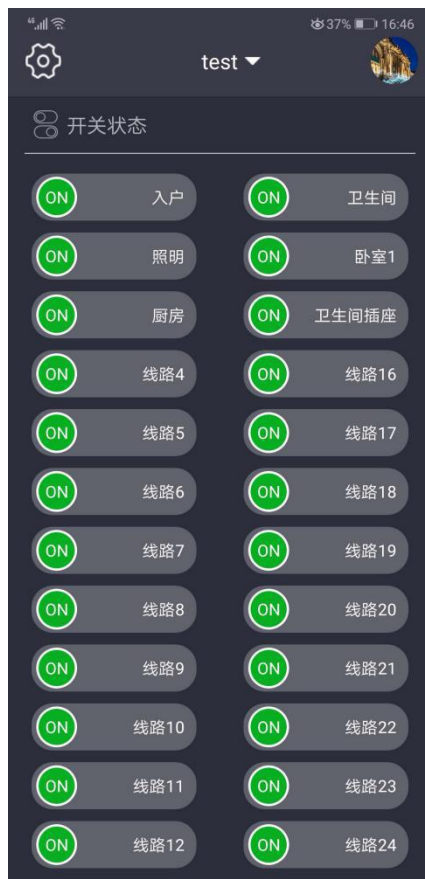 46 37% 16:46
test
开关状态
ON 入户 ON 卫生间
ON 照明 ON 卧室1
ON 厨房 ON 卫生间插座
ON 线路4 ON 线路16
ON 线路5 ON 线路17
ON 线路6 ON 线路18
ON 线路7 ON 线路19
ON 线路8 ON 线路20
ON 线路9 ON 线路21
ON 线路10 ON 线路22
ON 线路11 ON 线路23
ON 线路12 ON 线路24